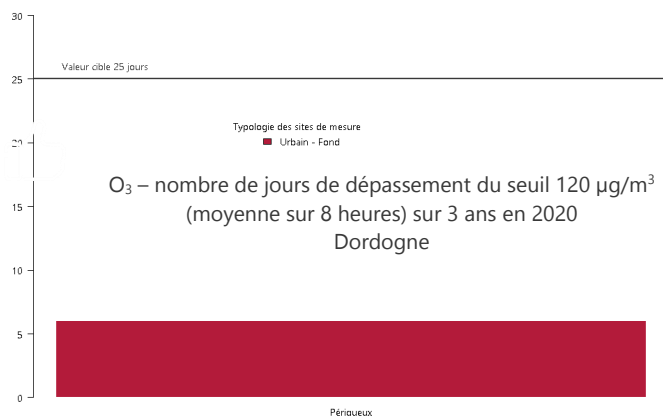 30
Valeur cible 25 jours
25
Typologie des sites de mesure
Urbain - Fond
20
O₃ – nombre de jours de dépassement du seuil 120 µg/m³
(moyenne sur 8 heures) sur 3 ans en 2020
Dordogne
15
10
5
0
Périgueux